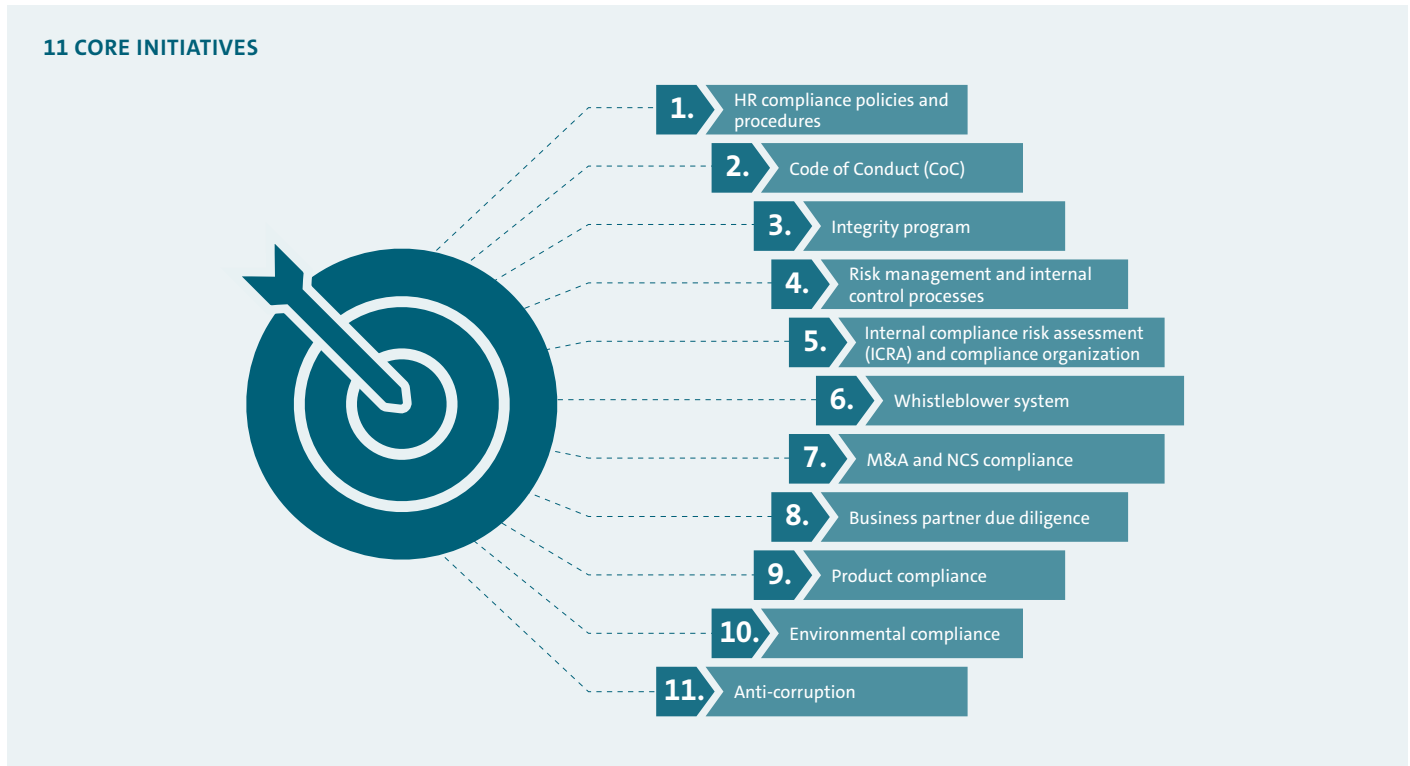 11 CORE INITIATIVES
1.
HR compliance policies and
procedures
2.
Code of Conduct (CoC)
3.
Integrity program
4.
Risk management and internal
control processes
5.
Internal compliance risk assessment
(ICRA) and compliance organization
6.
Whistleblower system
7.
M&A and NCS compliance
8.
Business partner due diligence
9.
Product compliance
10.
Environmental compliance
11.
Anti-corruption